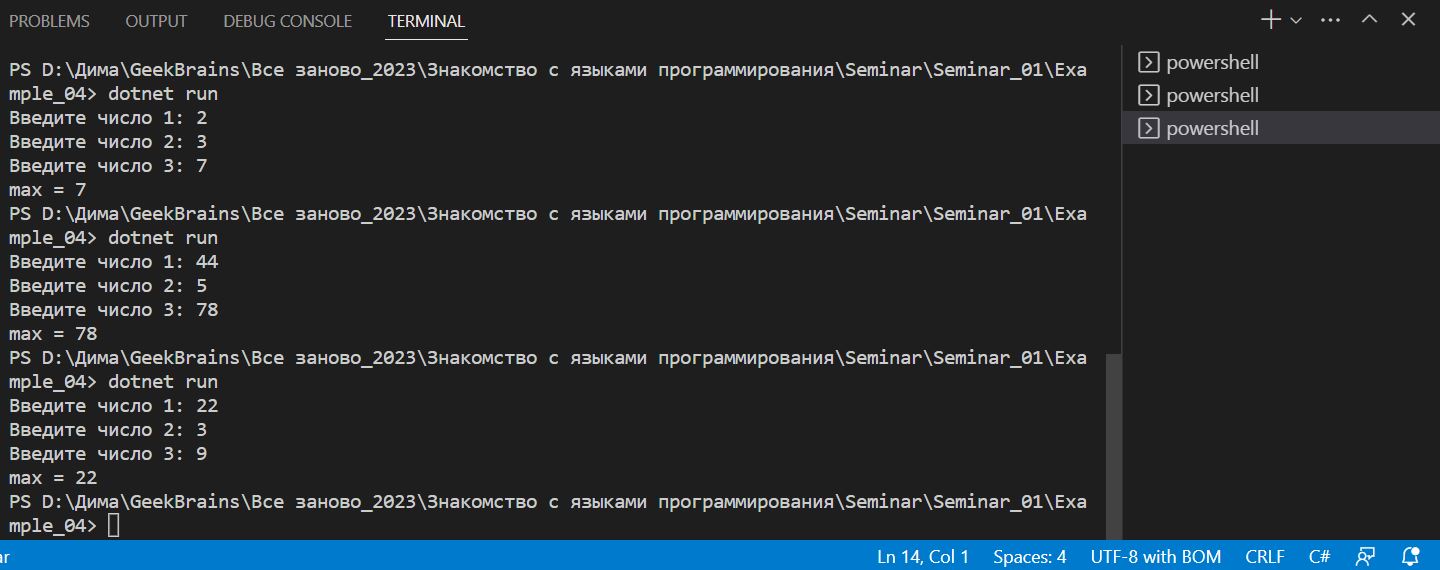 PROBLEMS OUTPUT DEBUG CONSOLE TERMINAL
PS D:\Дима\GeekBrains\Все заново_2023\Знакомство с языками программирования\Seminar\Seminar_01\Exa
mple_04> dotnet run
Введите число 1: 2
Введите число 2: 3
Введите число 3: 7
max = 7
PS D:\Дима\GeekBrains\Все заново_2023\Знакомство с языками программирования\Seminar\Seminar_01\Exa
mple_04> dotnet run
Введите число 1: 44
Введите число 2: 5
Введите число 3: 78
max = 78
PS D:\Дима\GeekBrains\Все заново_2023\Знакомство с языками программирования\Seminar\Seminar_01\Exa
mple_04> dotnet run
Введите число 1: 22
Введите число 2: 3
Введите число 3: 9
max = 22
PS D:\Дима\GeekBrains\Все заново_2023\Знакомство с языками программирования\Seminar\Seminar_01\Exa
mple_04>
powershell
powershell
powershell
ar Ln 14, Col 1 Spaces: 4 UTF-8 with BOM CRLF C#